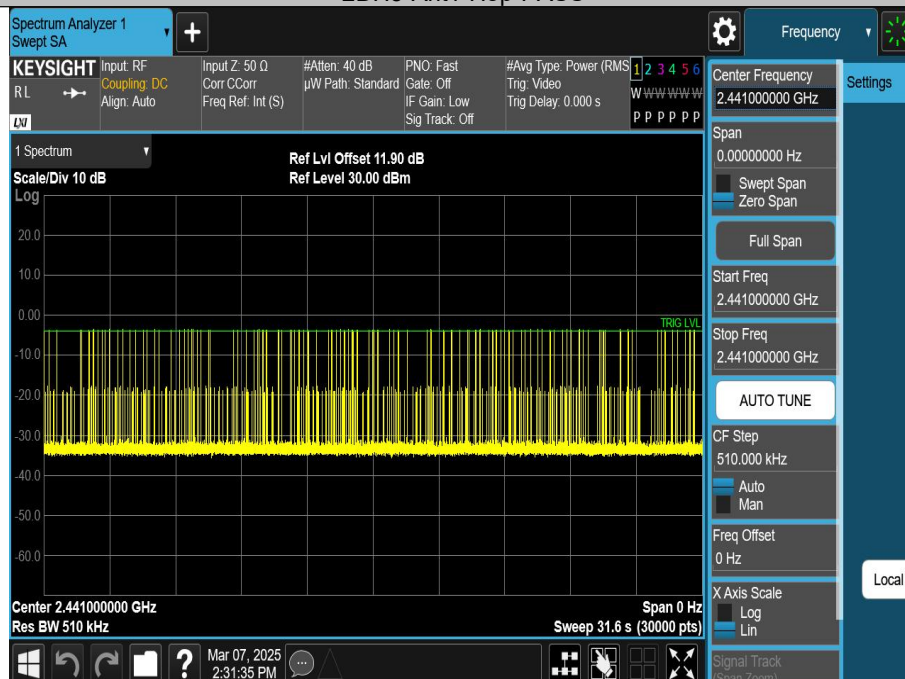 Spectrum Analyzer 1
Swept SA
Frequency
KEYSIGHT
RL
LXI
Input: RF
Coupling: DC
Align: Auto
Input Z: 50 Ω
Corr CCorr
Freq Ref: Int (S)
#Atten: 40 dB
µW Path: Standard
PNO: Fast
Gate: Off
IF Gain: Low
Sig Track: Off
#Avg Type: Power (RMS
Trig: Video
Trig Delay: 0.000 s
1 2 3 4 5 6
W W W W W W
P P P P P P
1 Spectrum
Scale/Div 10 dB
Log
Ref Lvl Offset 11.90 dB
Ref Level 30.00 dBm
20.0
10.0
0.00
TRIG LVL
-10.0
-20.0
-30.0
-40.0
-50.0
-60.0
Center 2.441000000 GHz
Res BW 510 kHz
Span 0 Hz
Sweep 31.6 s (30000 pts)
Center Frequency
2.441000000 GHz
Settings
Span
0.00000000 Hz
Swept Span
Zero Span
Full Span
Start Freq
2.441000000 GHz
Stop Freq
2.441000000 GHz
AUTO TUNE
CF Step
510.000 kHz
Auto
Man
Freq Offset
0 Hz
Local
X Axis Scale
Log
Lin
Signal Track
(Span Zoom)
?
Mar 07, 2025
2:31:35 PM